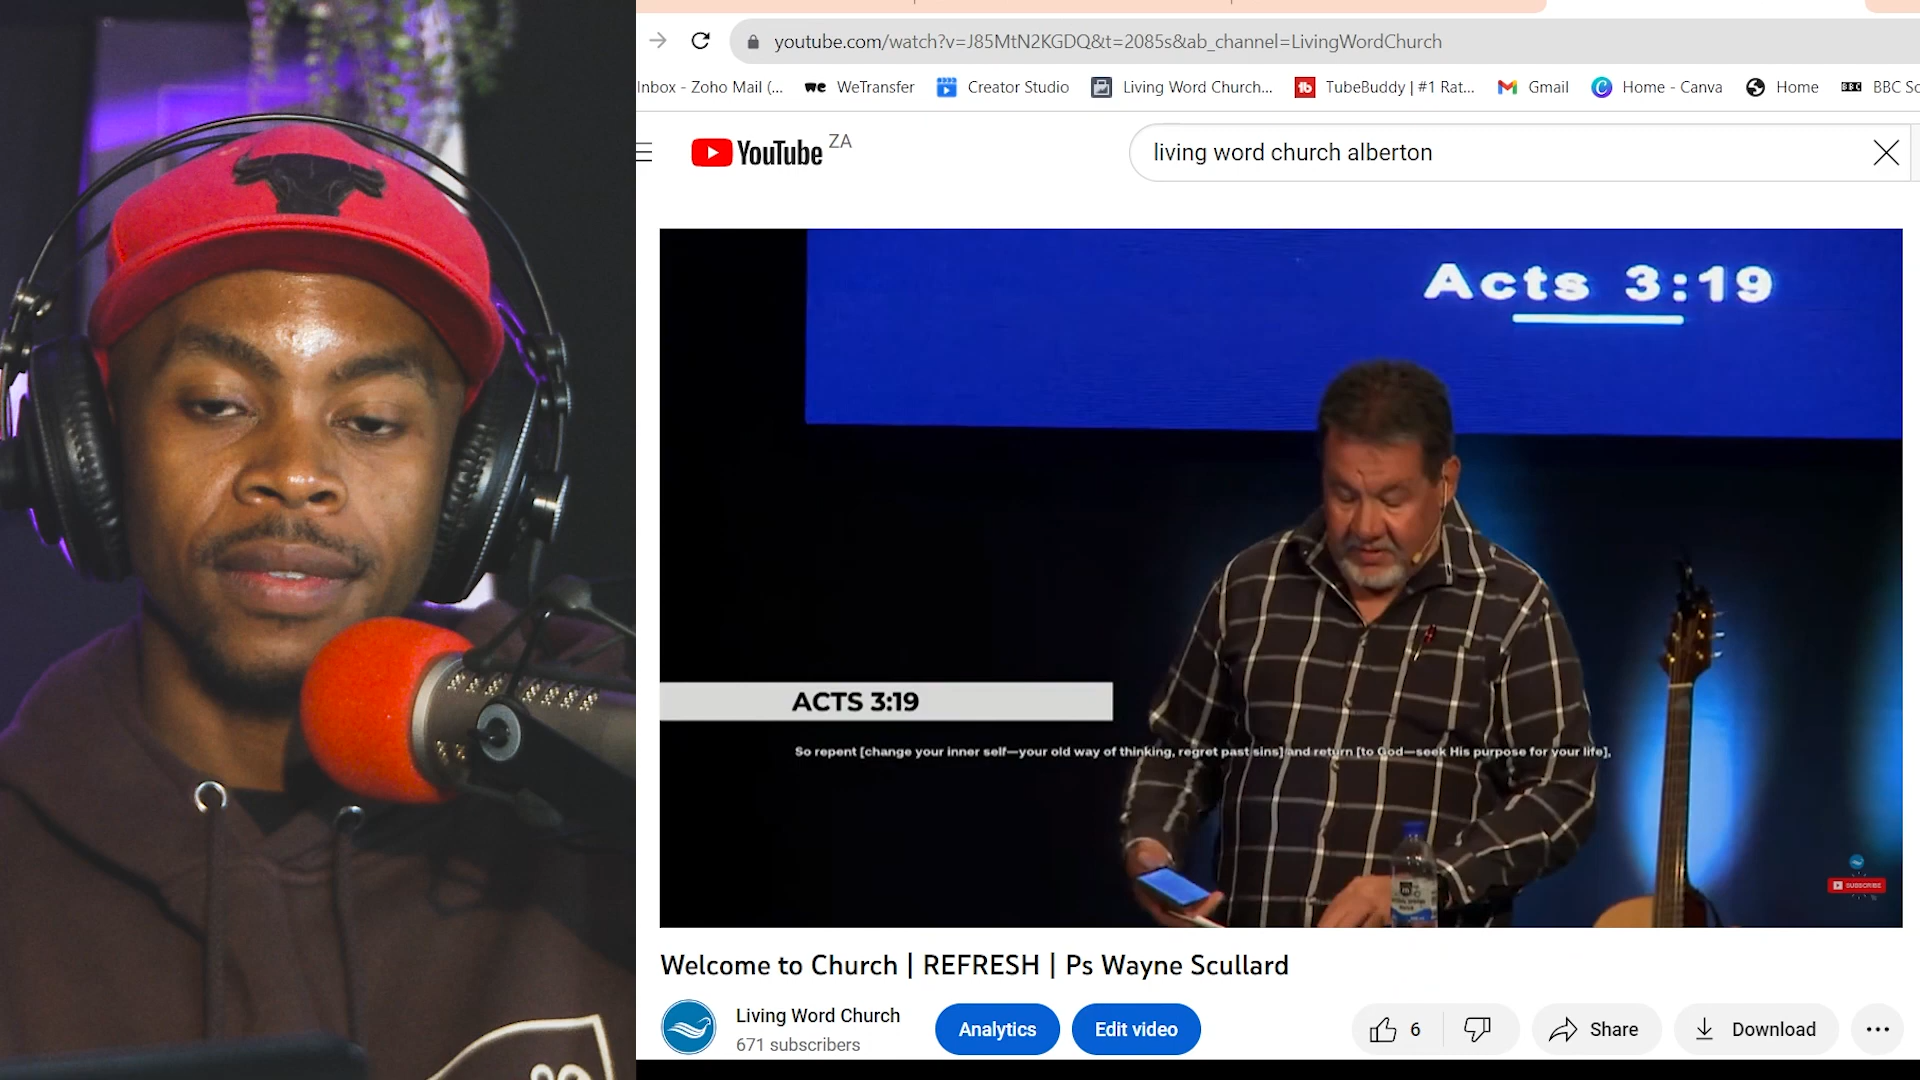 youtube.com/watch?v=J85MtN2KGDQ&t=2085s&ab_channel=LivingWordChurch
Inbox - Zoho Mail (... we WeTransfer Creator Studio Living Word Church... tb TubeBuddy | #1 Rat... Gmail C Home - Canva Home BBC BBC Sc
YouTube ZA living word church alberton
Acts 3:19
ACTS 3:19
So repent [change your inner self—your old way of thinking, regret past sins] and return [to God—seek His purpose for your life],
SUBSCRIBE
Welcome to Church | REFRESH | Ps Wayne Scullard
Living Word Church
671 subscribers
Analytics Edit video 6 Share Download